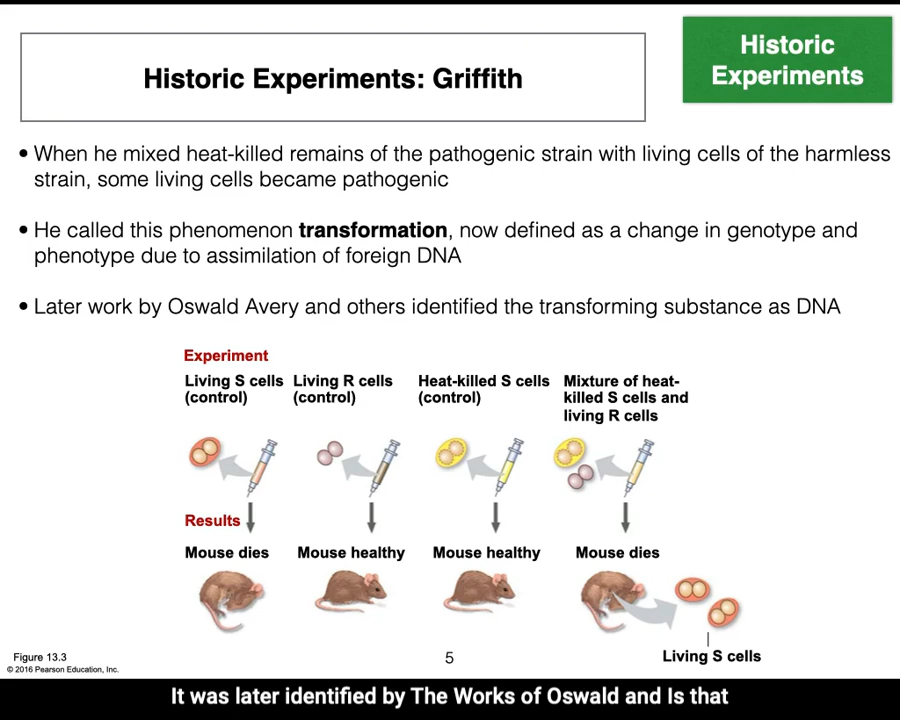 Historic Experiments: Griffith
Historic
Experiments
• When he mixed heat-killed remains of the pathogenic strain with living cells of the harmless
strain, some living cells became pathogenic
• He called this phenomenon transformation, now defined as a change in genotype and
phenotype due to assimilation of foreign DNA
• Later work by Oswald Avery and others identified the transforming substance as DNA
Experiment
Living S cells
(control)
Living R cells
(control)
Heat-killed S cells
(control)
Mixture of heat-
killed S cells and
living R cells
Results
Mouse dies
Mouse healthy
Mouse healthy
Mouse dies
Living S cells
Figure 13.3
© 2016 Pearson Education, Inc.
5
It was later identified by The Works of Oswald and Is that